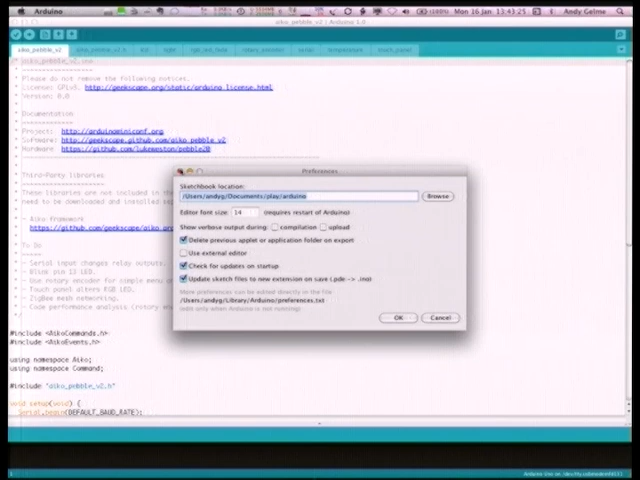 Arduino
Mon 16 Jan 13:43:25 Andy Gelme
aiko_pebble_v2 | Arduino 1.0
aiko_pebble_v2
Please do not remove the following notices.
License: GPLv3. http://geekscape.org/static/arduino_license.html
Version: 0.0
Documentation
Project: http://arduinominiconf.org
Software: http://geekscape.github.com/aiko_pebble_v2
Hardware: https://github.com/lukeweston/pebble20
Third-Party libraries
These libraries are not included in the
need to be downloaded and installed
- Aiko framework
https://github.com/geekscape/aiko_
To Do
- Serial input changes relay outputs.
- Blink pin 13 LED.
- Use rotary encoder for simple menu
- Touch panel alters RGB LED.
- ZigBee mesh networking.
- Code performance analysis (rotary
#include <AikoCommands.h>
#include <AikoEvents.h>
using namespace Aiko;
using namespace Command;
#include "aiko_pebble_v2.h"
void setup(void) {
Serial.begin(DEFAULT_BAUD_RATE);
Preferences
Sketchbook location:
/Users/andyg/Documents/play/arduino
Browse
Editor font size: 14 (requires restart of Arduino)
Show verbose output during: compilation upload
Delete previous applet or application folder on export
Use external editor
Check for updates on startup
Update sketch files to new extension on save (.pde -> .ino)
More preferences can be edited directly in the file
/Users/andyg/Library/Arduino/preferences.txt
(edit only when Arduino is not running)
OK Cancel